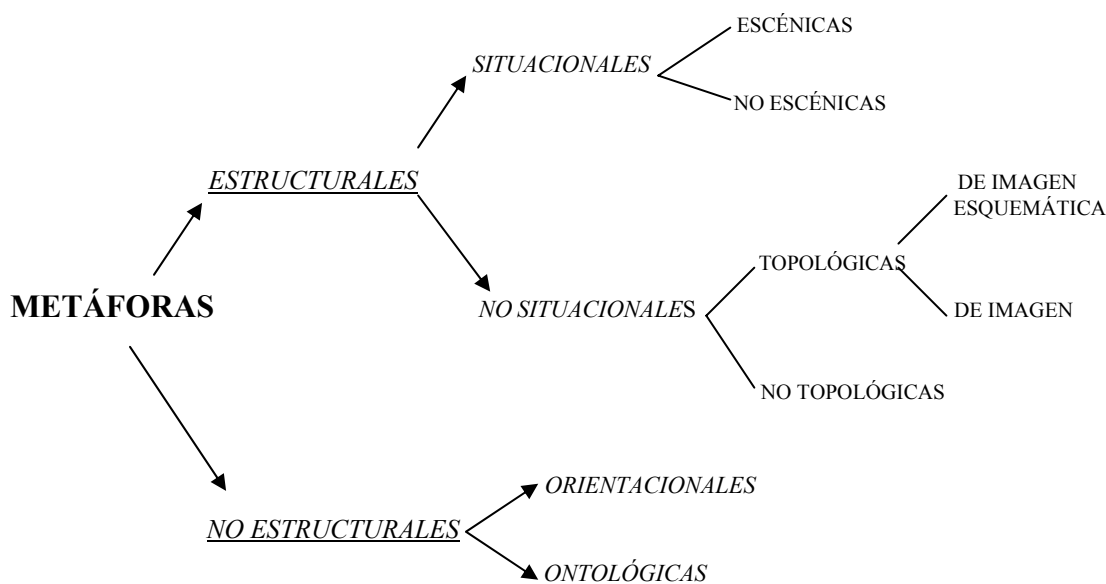 ESCÉNICAS
SITUACIONALES
NO ESCÉNICAS
ESTRUCTURALES
DE IMAGEN
ESQUEMÁTICA
TOPOLÓGICAS
METÁFORAS
NO SITUACIONALES
DE IMAGEN
NO TOPOLÓGICAS
ORIENTACIONALES
NO ESTRUCTURALES
ONTOLÓGICAS